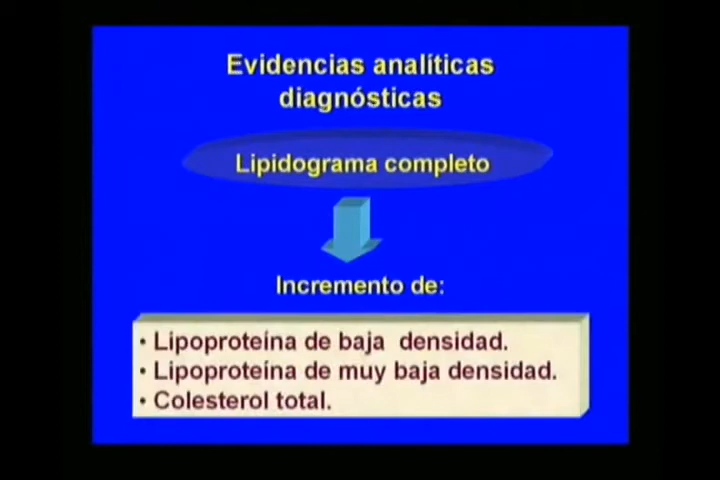 Evidencias analíticas
diagnósticas
Lipidograma completo
Incremento de:
• Lipoproteína de baja densidad.
• Lipoproteína de muy baja densidad.
• Colesterol total.